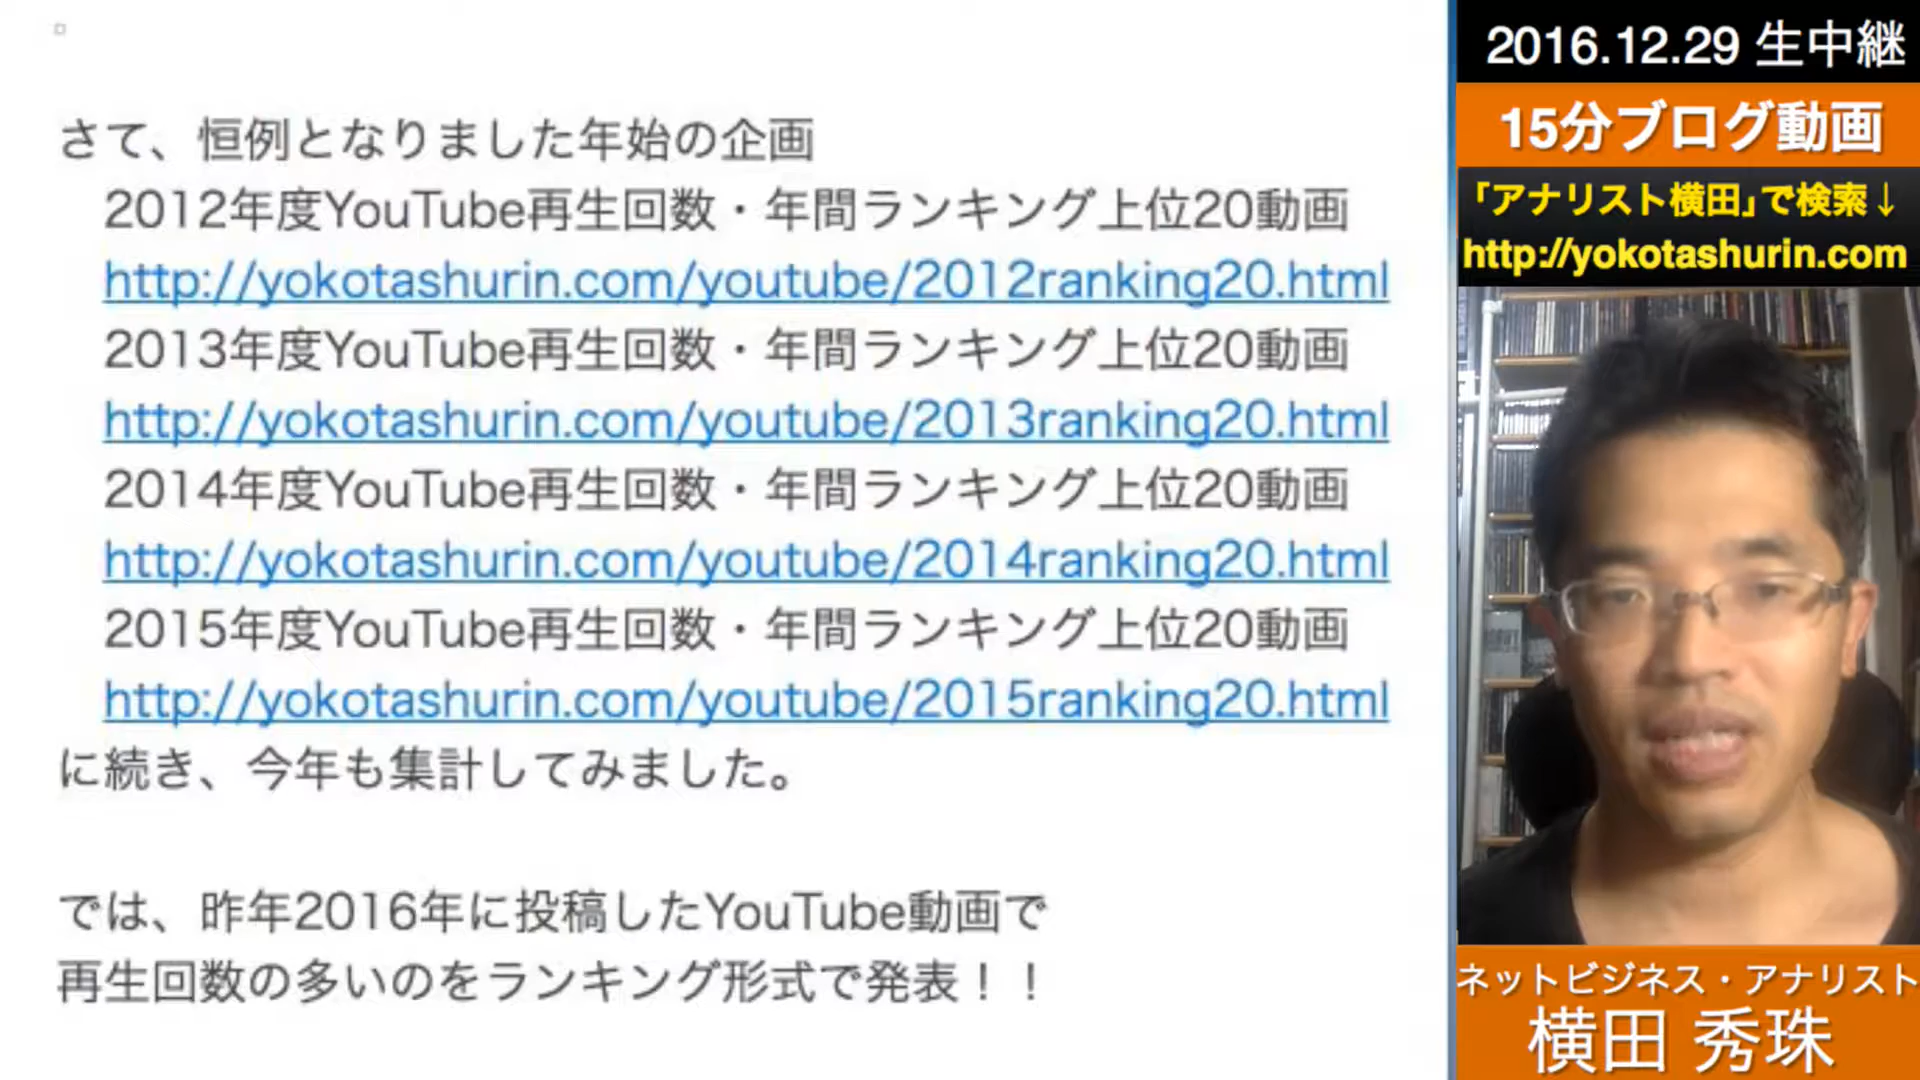 さて、恒例となりました年始の企画
2012年度YouTube再生回数・年間ランキング上位20動画
http://yokotashurin.com/youtube/2012ranking20.html
2013年度YouTube再生回数・年間ランキング上位20動画
http://yokotashurin.com/youtube/2013ranking20.html
2014年度YouTube再生回数・年間ランキング上位20動画
http://yokotashurin.com/youtube/2014ranking20.html
2015年度YouTube再生回数・年間ランキング上位20動画
http://yokotashurin.com/youtube/2015ranking20.html
に続き、今年も集計してみました。
では、昨年2016年に投稿したYouTube動画で
再生回数の多いのをランキング形式で発表！！
2016.12.29 生中継
15分ブログ動画
「アナリスト横田」で検索↓
http://yokotashurin.com
ネットビジネス・アナリスト
横田 秀珠